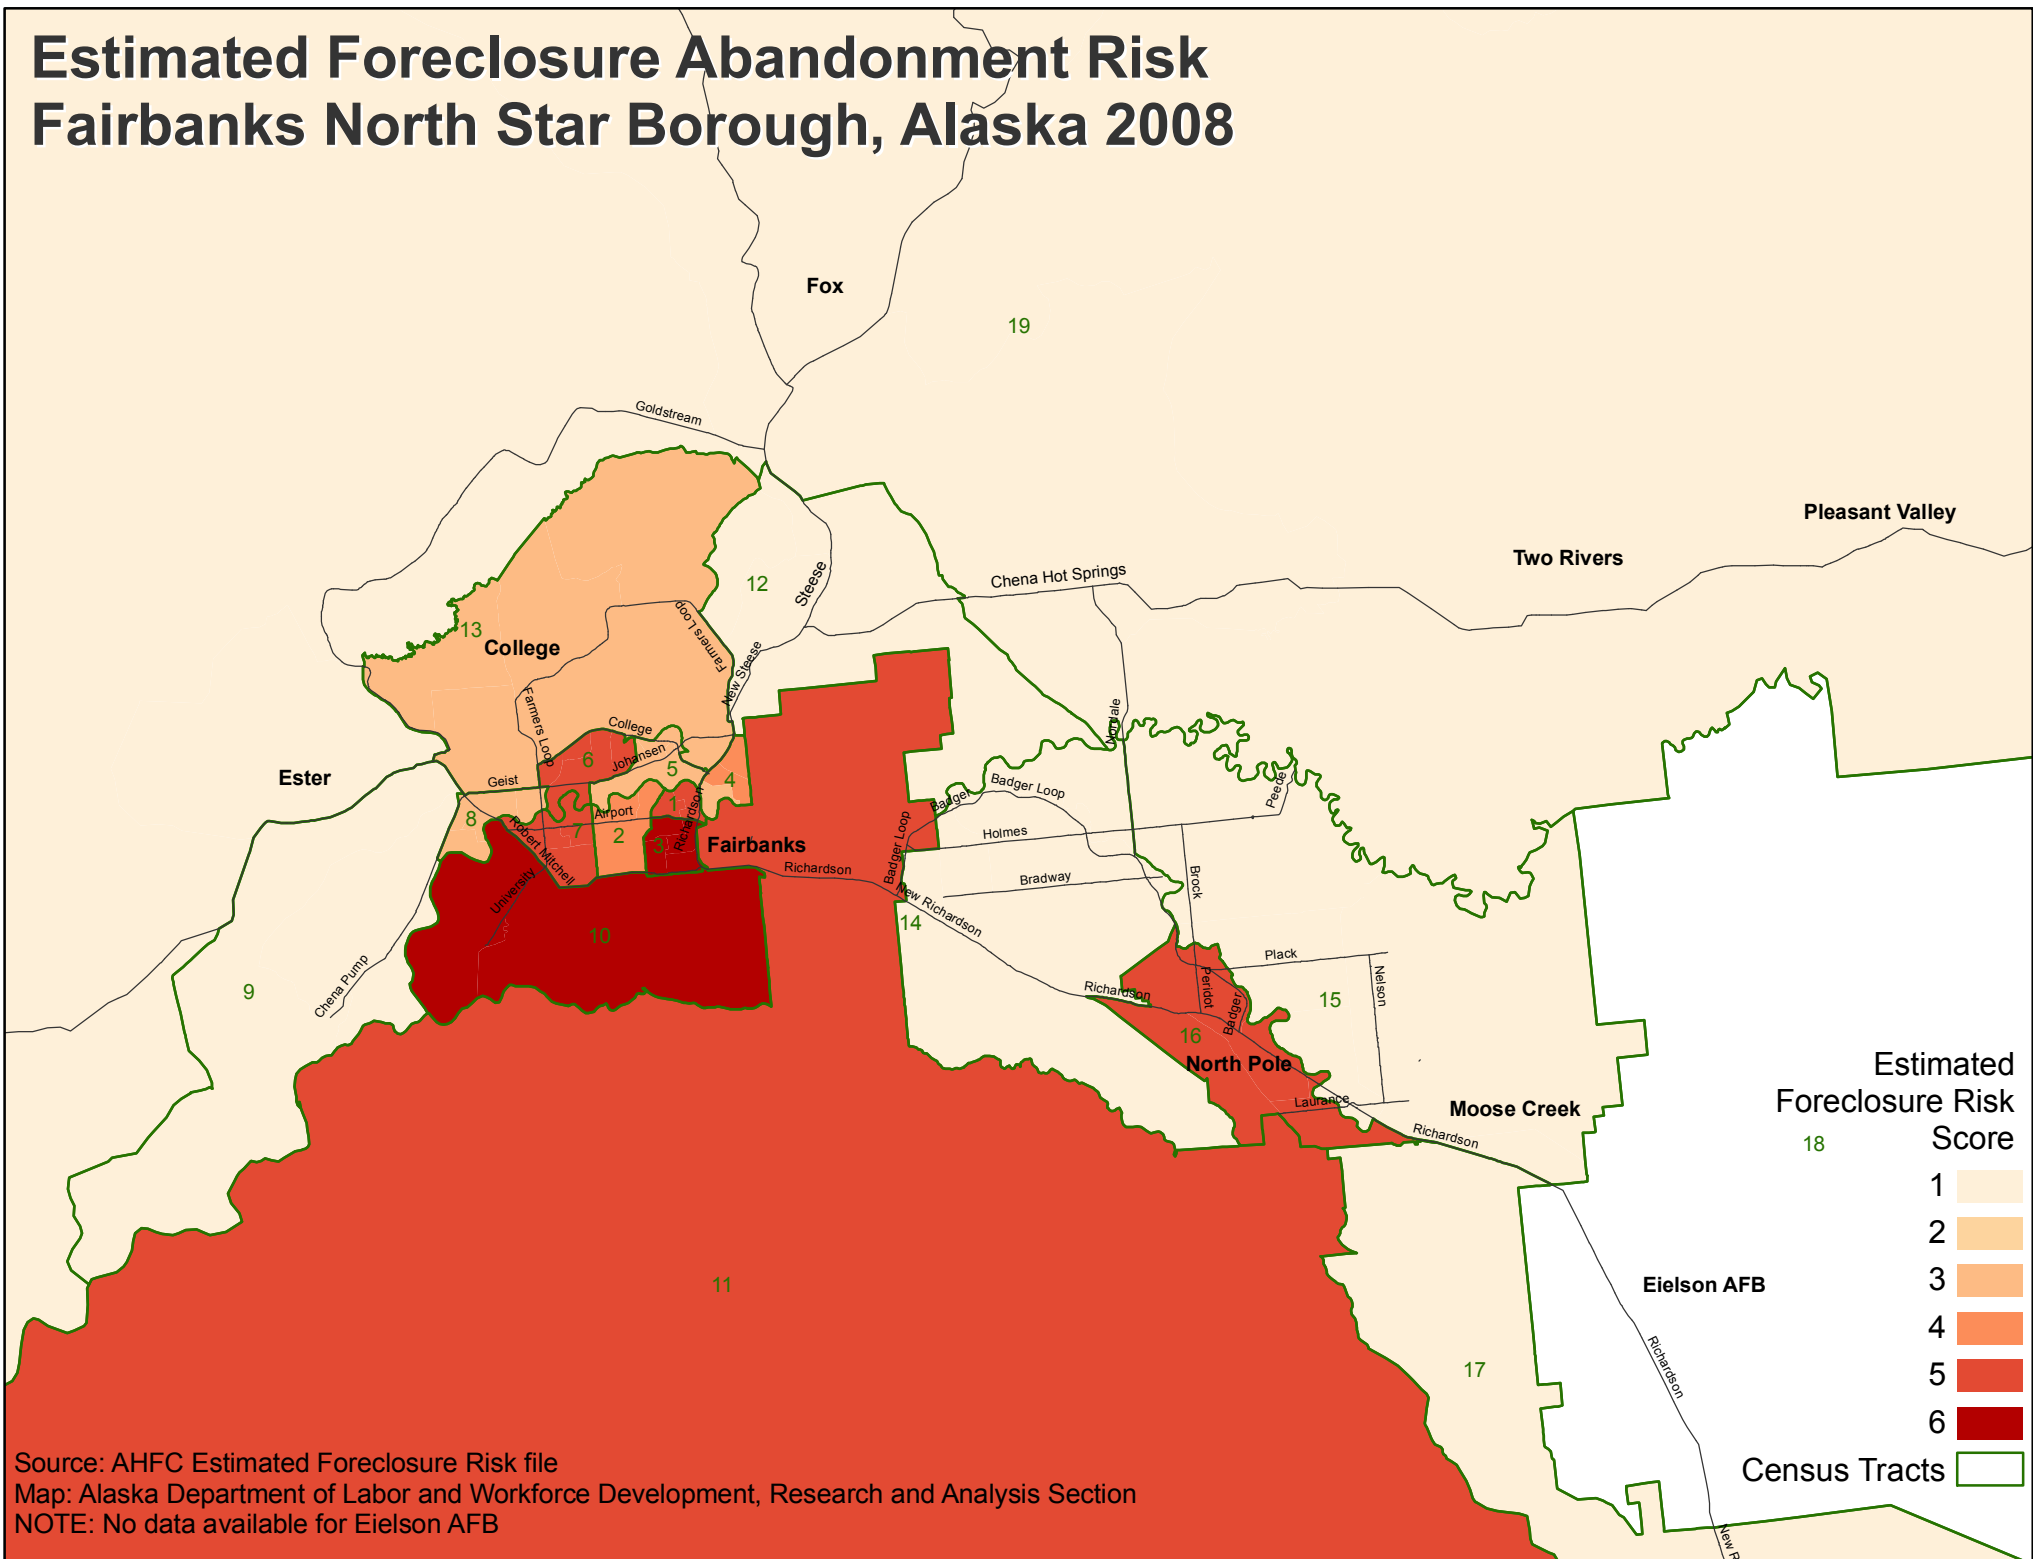 Estimated Foreclosure Abandonment Risk
Fairbanks North Star Borough, Alaska 2008
Fox
19
Goldstream
Pleasant Valley
Two Rivers
Chena Hot Springs
12
Steese
13
College
Farmers Loop
New Steese
Farmers Loop
College
Nordale
Johansen
6
5
4
Ester
Geist
Peede
Badger Loop
Badger
8
Airport
1
Richardson
Robert Mitchell
7
2
3
Fairbanks
Holmes
Badger Loop
Richardson
University
Bradway
Brock
New Richardson
14
10
Plack
Nelson
Chena Pump
9
Richardson
Peridot
Badger
15
16
North Pole
Laurance
Moose Creek
Richardson
Estimated
Foreclosure Risk
Score
18
1
2
3
4
5
6
Census Tracts
11
Eielson AFB
Richardson
17
New R
Source: AHFC Estimated Foreclosure Risk file
Map: Alaska Department of Labor and Workforce Development, Research and Analysis Section
NOTE: No data available for Eielson AFB